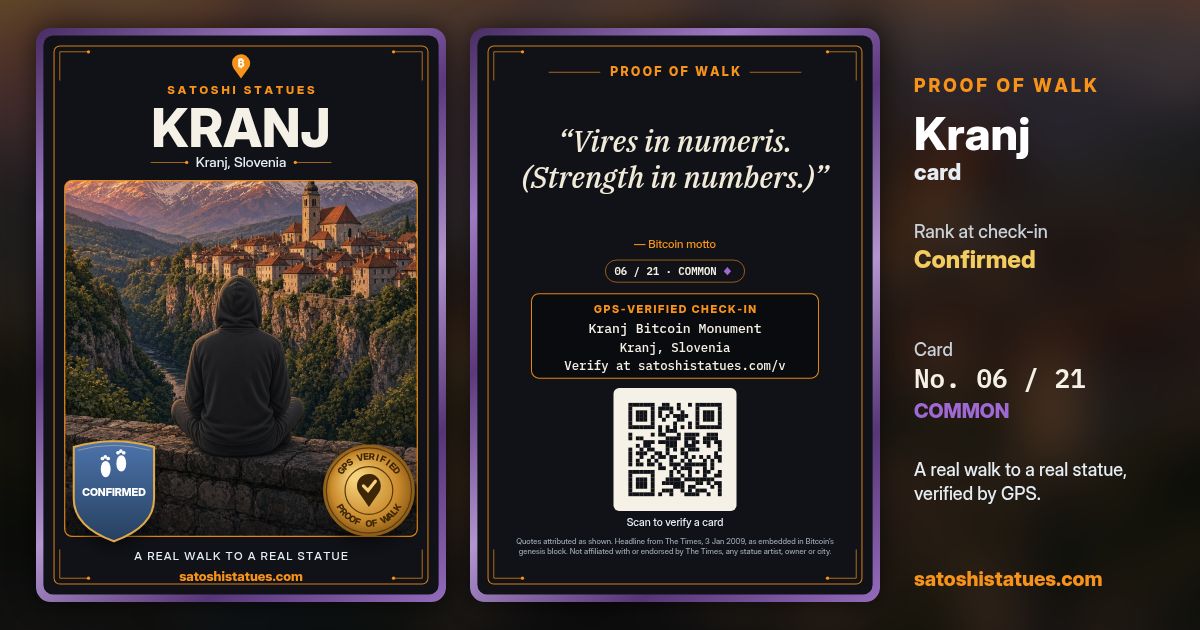 SATOSHI STATUES
KRANJ
Kranj, Slovenia
CONFIRMED
GPS VERIFIED
PROOF OF WALK
A REAL WALK TO A REAL STATUE
satoshistatues.com
PROOF OF WALK
“Vires in numeris.
(Strength in numbers.)”
— Bitcoin motto
06 / 21 · COMMON
GPS-VERIFIED CHECK-IN
Kranj Bitcoin Monument
Kranj, Slovenia
Verify at satoshistatues.com/v
Scan to verify a card
Quotes attributed as shown. Headline from The Times, 3 Jan 2009, as embedded in Bitcoin's
genesis block. Not affiliated with or endorsed by The Times, any statue artist, owner or city.
PROOF OF WALK
Kranj
card
Rank at check-in
Confirmed
Card
No. 06 / 21
COMMON
A real walk to a real statue,
verified by GPS.
satoshistatues.com